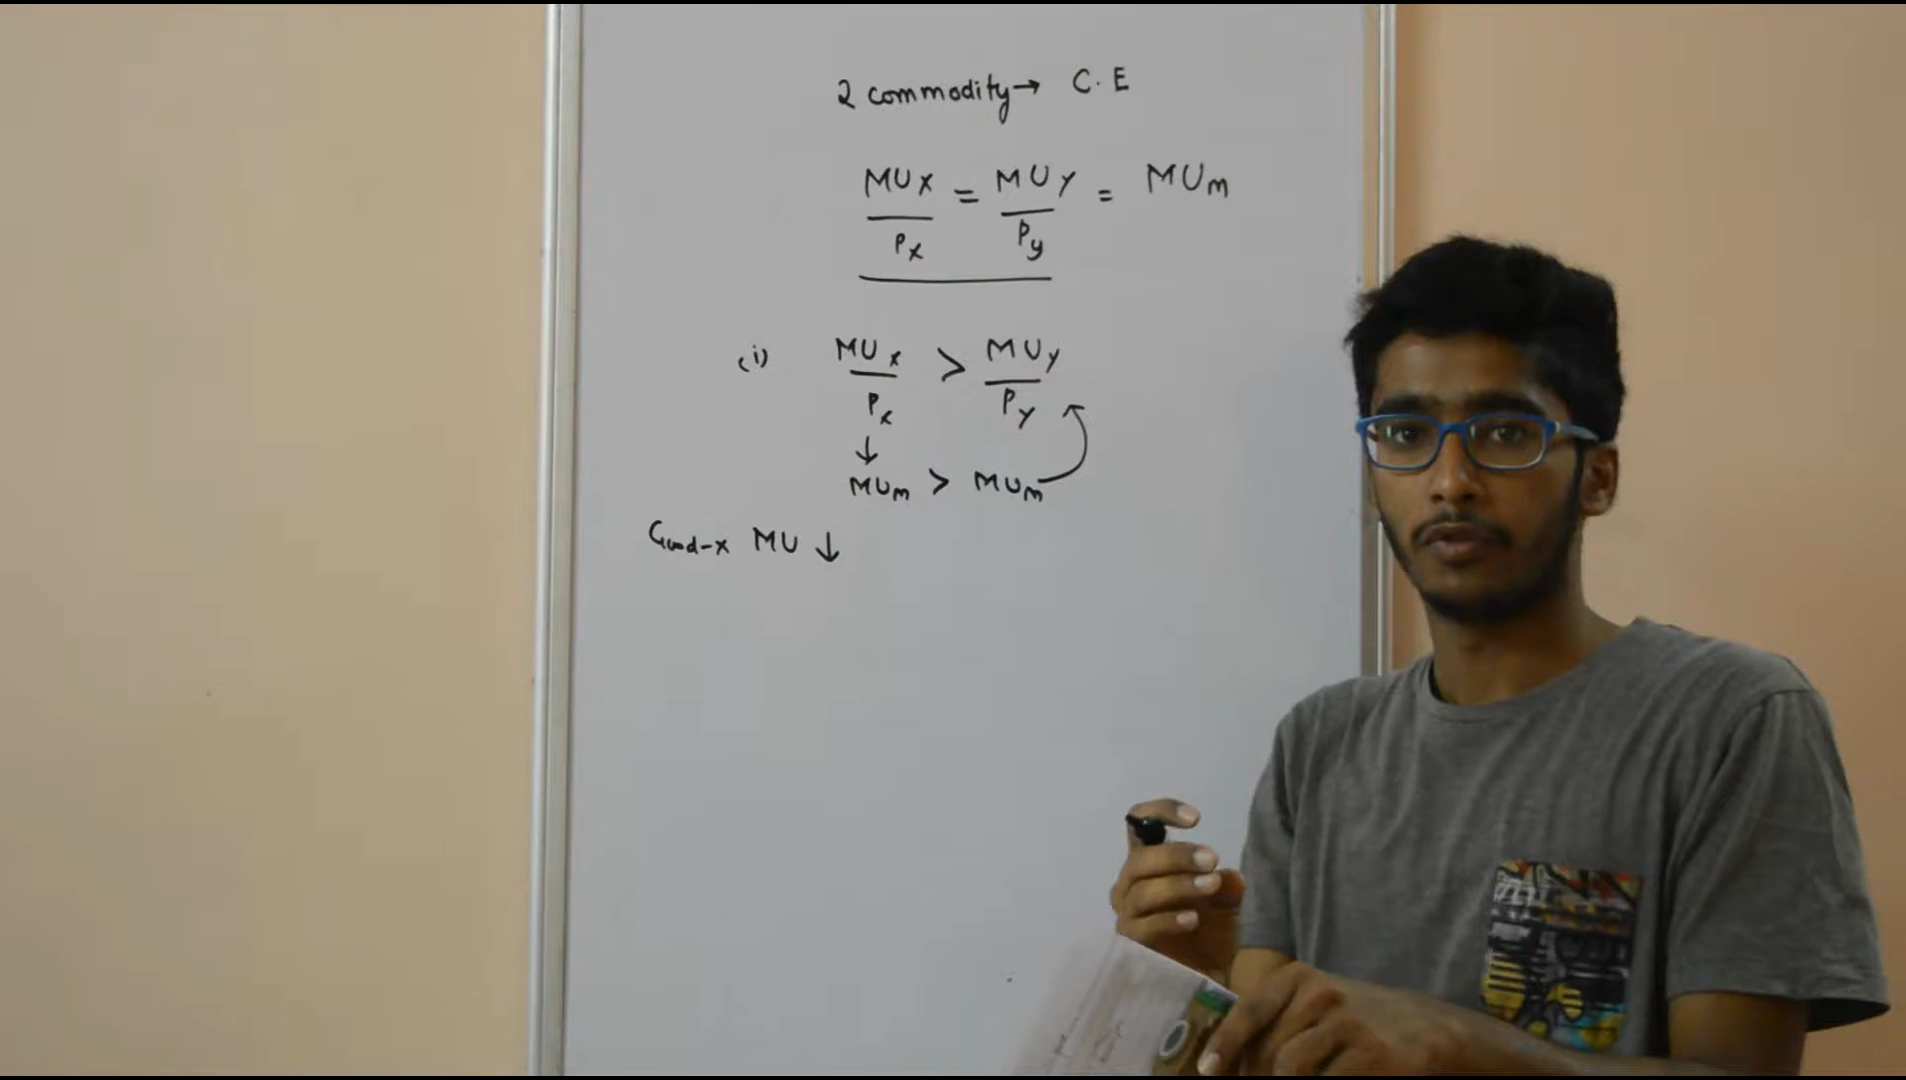 2 commodity → C.E
MUx = MUy = MUm
Px Py
(i) MUx > MUy
Px Py
↓
MUm > MUm
Good-x MU ↓